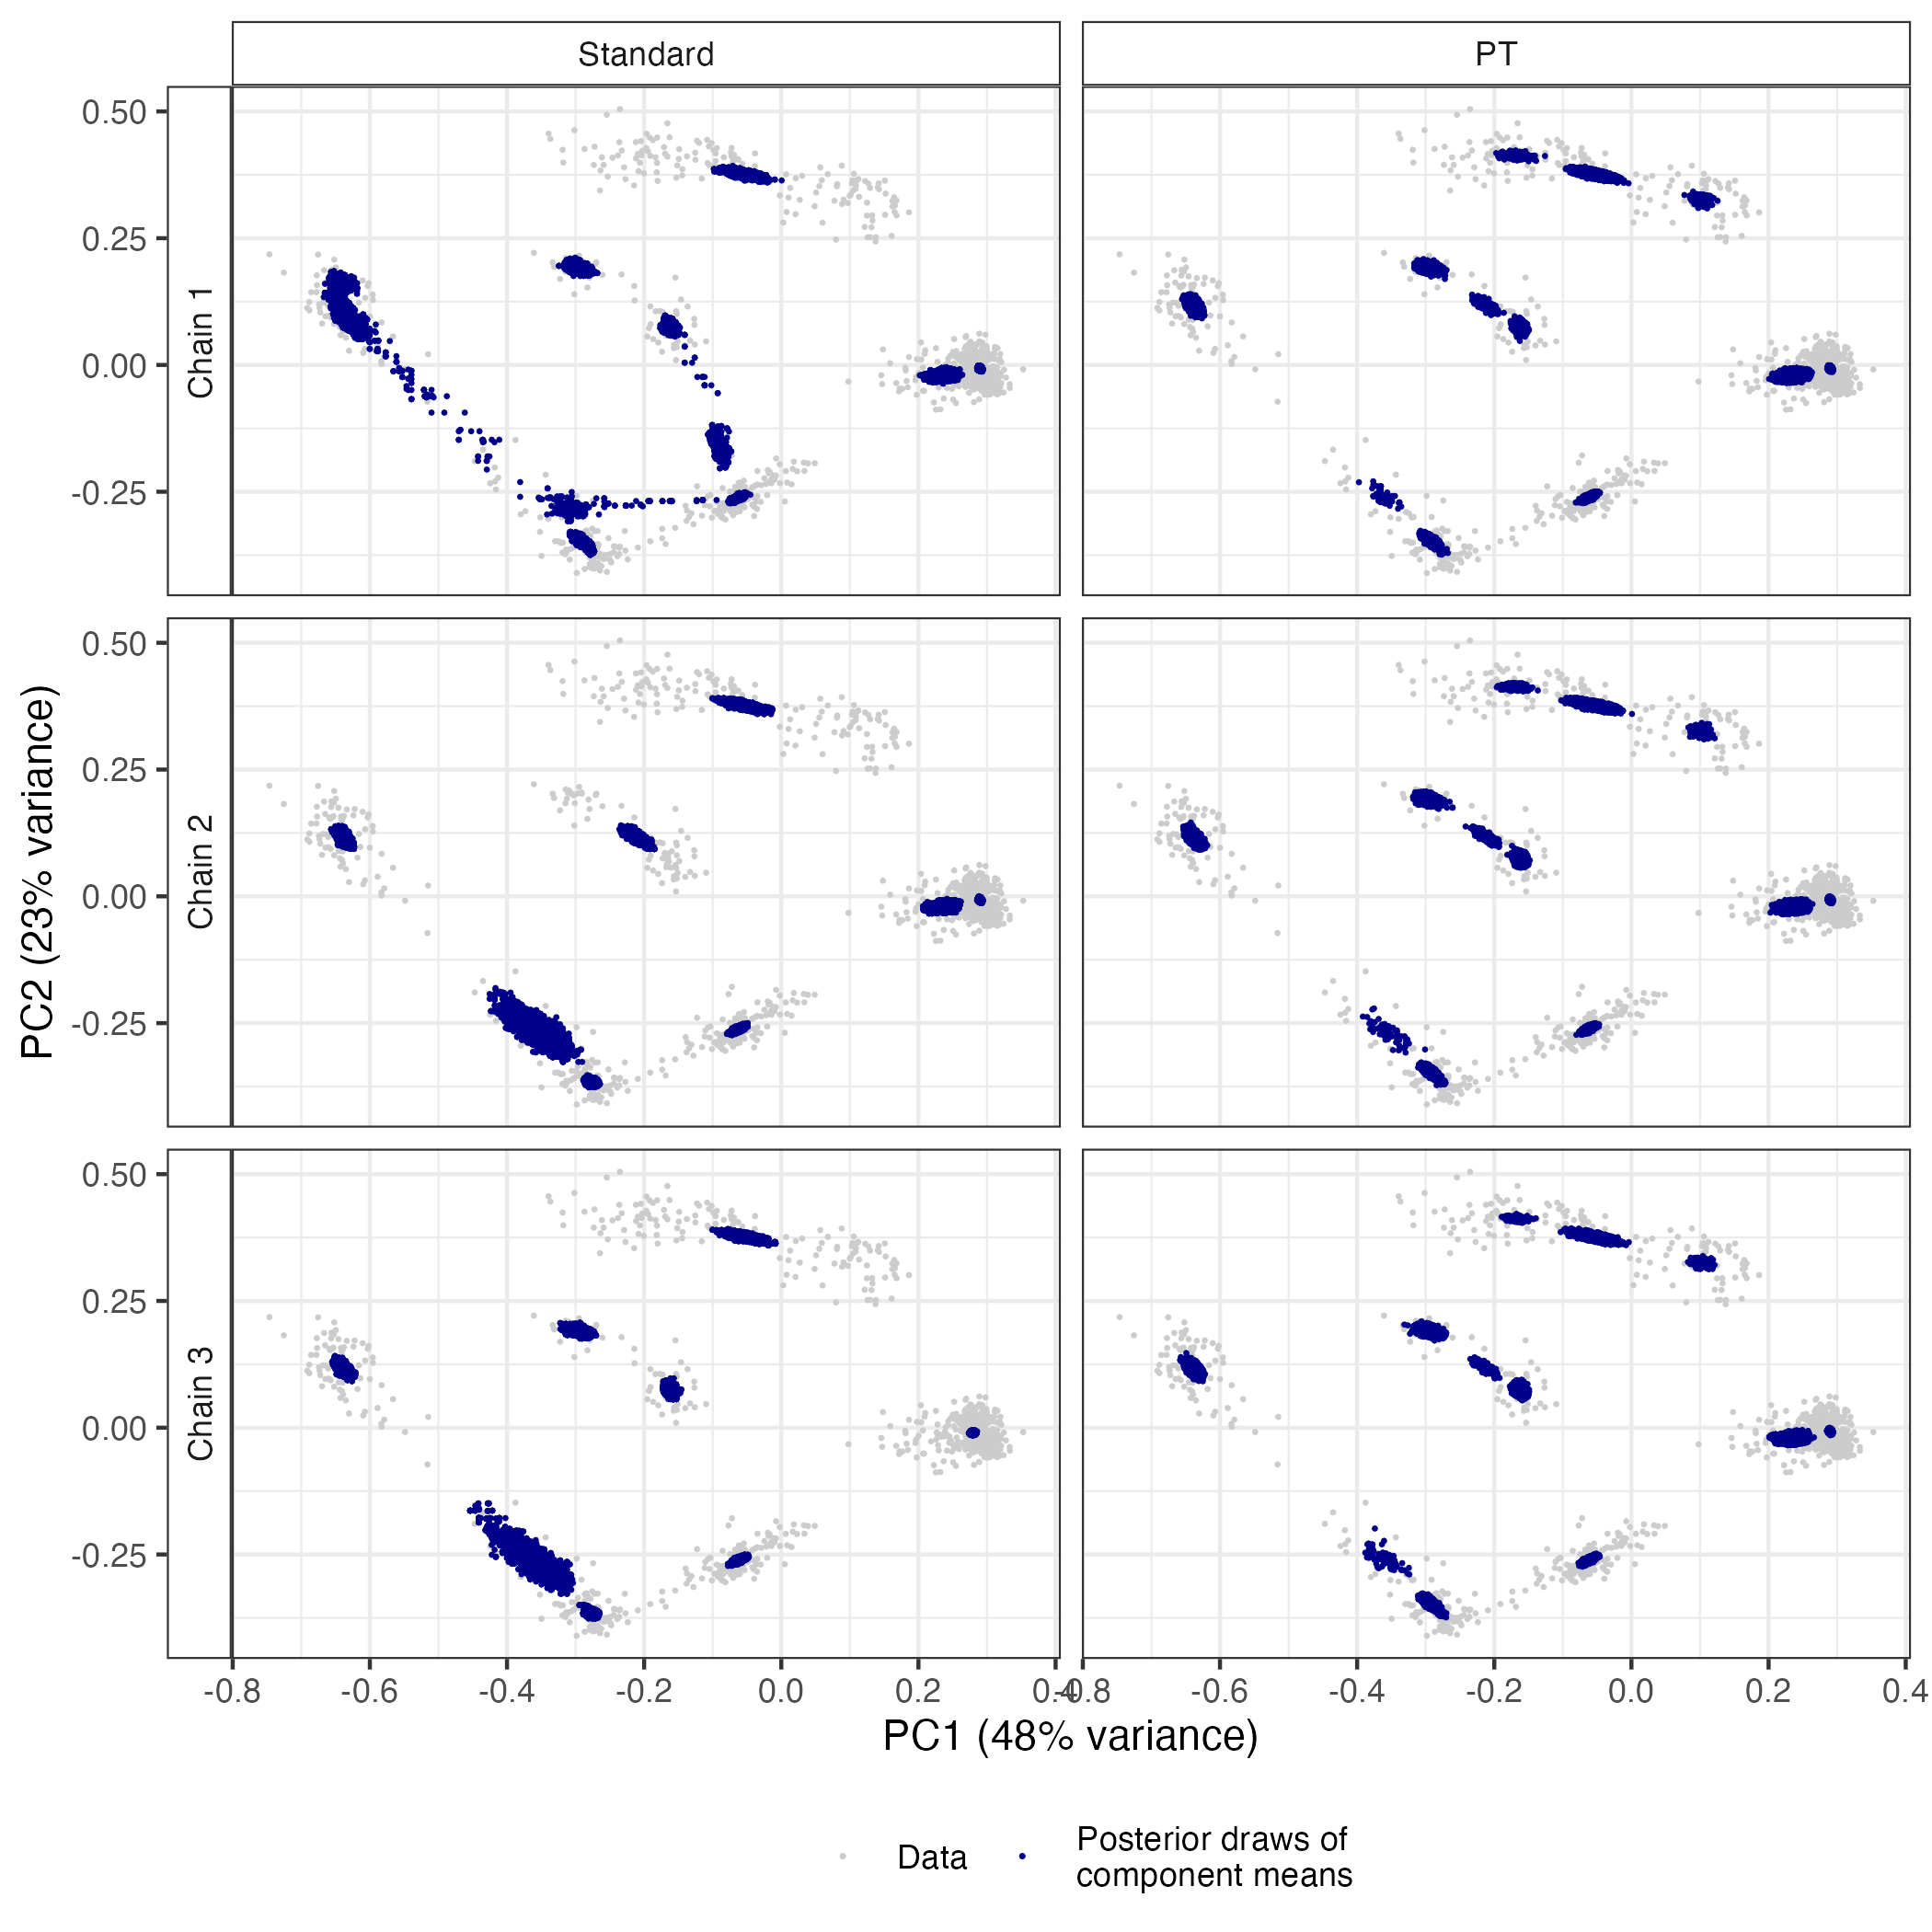 Standard PT
0.50
0.25
0.00
-0.25
Chain 1
0.50
0.25
0.00
-0.25
Chain 2
0.50
0.25
0.00
-0.25
Chain 3
PC2 (23% variance)
-0.8 -0.6 -0.4 -0.2 0.0 0.2 0.4 -0.8 -0.6 -0.4 -0.2 0.0 0.2 0.4
PC1 (48% variance)
Data
Posterior draws of
component means